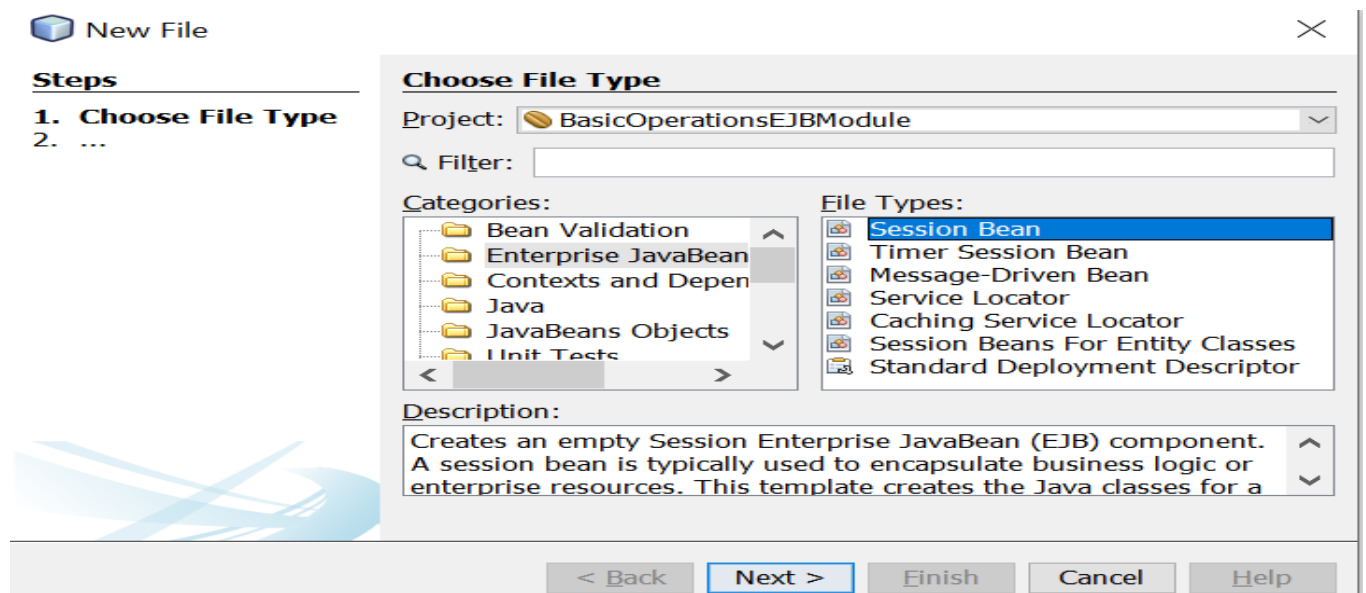 New File
Steps
1. Choose File Type
2. ...
Choose File Type
Project: BasicOperationsEJBModule
Filter:
Categories:
Bean Validation
Enterprise JavaBean
Contexts and Depen
Java
JavaBeans Objects
Unit Tests
File Types:
Session Bean
Timer Session Bean
Message-Driven Bean
Service Locator
Caching Service Locator
Session Beans For Entity Classes
Standard Deployment Descriptor
Description:
Creates an empty Session Enterprise JavaBean (EJB) component.
A session bean is typically used to encapsulate business logic or
enterprise resources. This template creates the Java classes for a
< Back Next > Finish Cancel Help